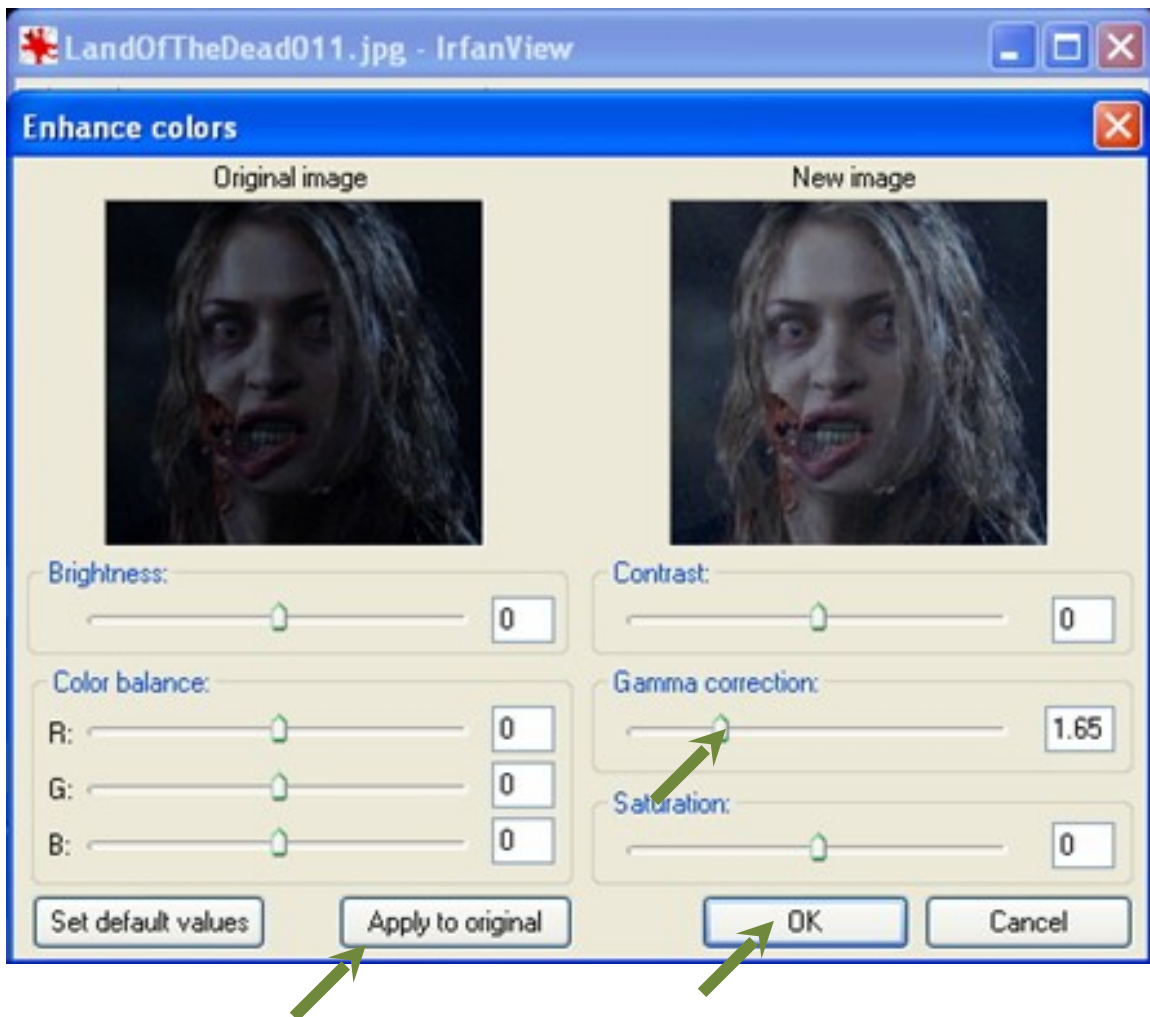 LandOfTheDead011.jpg - IrfanView
Enhance colors
Original image
New image
Brightness:
0
Contrast:
0
Color balance:
R:
0
G:
0
B:
0
Gamma correction:
1.65
Saturation:
0
Set default values
Apply to original
OK
Cancel